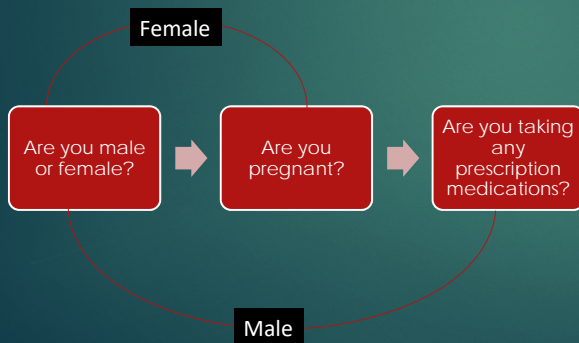 Female
Are you male
or female?
Are you
pregnant?
Are you taking
any
prescription
medications?
Male